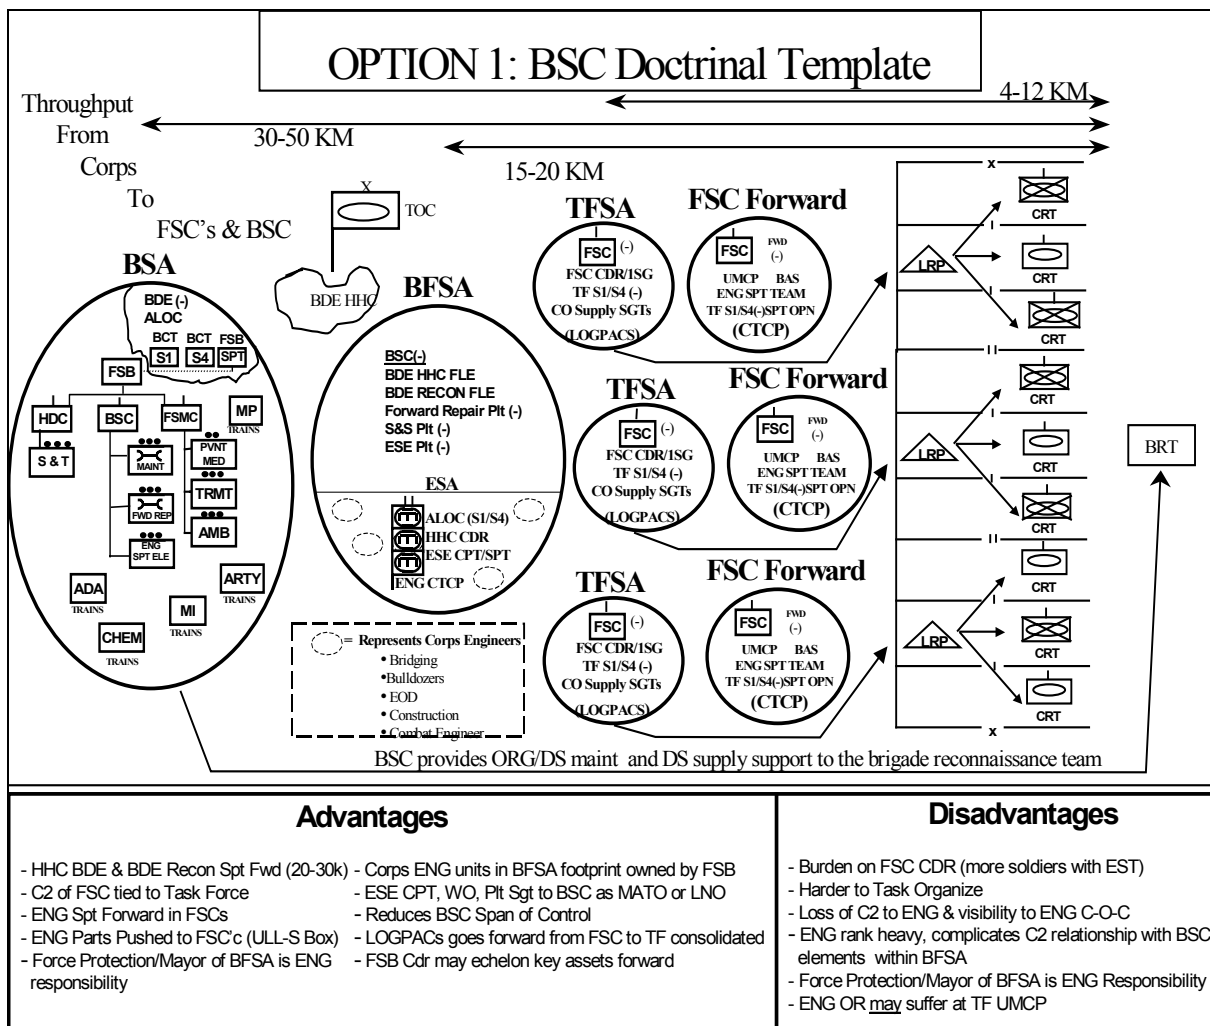 OPTION 1: BSC Doctrinal Template
4-12 KM
Throughput
From
Corps
To
FSC's & BSC
30-50 KM
15-20 KM
X
TOC
BDE HHC
BSA
BDE (-)
ALOC
BCT BCT FSB
S1 S4 SPT
FSB
HDC BSC FSMC
MP
TRAINS
S & T
MAINT
PVNT
MED
FWD REP
TRMT
ENG
SPT ELE
AMB
ADA
TRAINS
ARTY
TRAINS
MI
TRAINS
CHEM
TRAINS
BFSA
BSC(-)
BDE HHC FLE
BDE RECON FLE
Forward Repair Plt (-)
S&S Plt (-)
ESE Plt (-)
ESA
E
E
E
ALOC (S1/S4)
HHC CDR
ESE CPT/SPT
ENG CTCP
= Represents Corps Engineers
• Bridging
•Bulldozers
• EOD
• Construction
• Combat Engineer
TFSA
FSC (-)
FSC CDR/1SG
TF S1/S4 (-)
CO Supply SGTs
(LOGPACS)
FSC Forward
FSC FWD
(-)
UMCP BAS
ENG SPT TEAM
TF S1/S4(-)SPT OPN
(CTCP)
TFSA
FSC (-)
FSC CDR/1SG
TF S1/S4 (-)
CO Supply SGTs
(LOGPACS)
FSC Forward
FSC FWD
(-)
UMCP BAS
ENG SPT TEAM
TF S1/S4(-)SPT OPN
(CTCP)
TFSA
FSC (-)
FSC CDR/1SG
TF S1/S4 (-)
CO Supply SGTs
(LOGPACS)
FSC Forward
FSC FWD
(-)
UMCP BAS
ENG SPT TEAM
TF S1/S4(-)SPT OPN
(CTCP)
x
CRT
I
LRP
CRT
I
CRT
II
CRT
I
LRP
CRT
I
CRT
II
CRT
I
LRP
CRT
I
CRT
x
BRT
BSC provides ORG/DS maint and DS supply support to the brigade reconnaissance team
Advantages
- HHC BDE & BDE Recon Spt Fwd (20-30k)
- C2 of FSC tied to Task Force
- ENG Spt Forward in FSCs
- ENG Parts Pushed to FSC'c (ULL-S Box)
- Force Protection/Mayor of BFSA is ENG
responsibility
- Corps ENG units in BFSA footprint owned by FSB
- ESE CPT, WO, Plt Sgt to BSC as MATO or LNO
- Reduces BSC Span of Control
- LOGPACs goes forward from FSC to TF consolidated
- FSB Cdr may echelon key assets forward
Disadvantages
- Burden on FSC CDR (more soldiers with EST)
- Harder to Task Organize
- Loss of C2 to ENG & visibility to ENG C-O-C
- ENG rank heavy, complicates C2 relationship with BSC
elements within BFSA
- Force Protection/Mayor of BFSA is ENG Responsibility
- ENG OR may suffer at TF UMCP